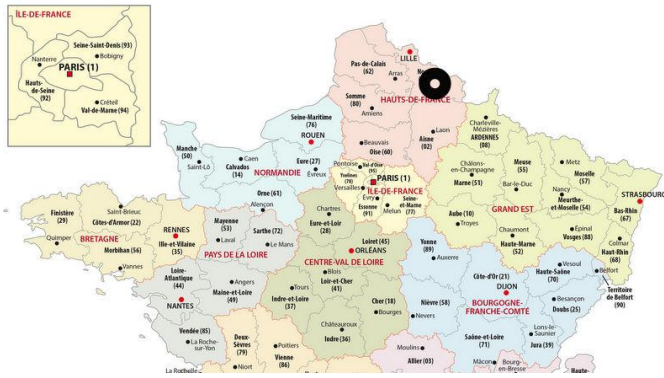 ÎLE-DE-FRANCE
Seine-Saint-Denis (93)
Bobigny
Nanterre
PARIS (1)
Hauts-
de-Seine
(92)
Créteil
Val-de-Marne (94)
LILLE
Pas-de-Calais
(62)
Arras
HAUTS-DE-FRANCE
Somme
(80)
Amiens
Laon
Aisne
(02)
Beauvais
Oise (60)
Seine-Maritime
(76)
ROUEN
Manche
(50)
Saint-Lô
Caen
Calvados
(14)
Eure (27)
Evreux
NORMANDIE
Orne (61)
Alençon
Pontoise
Val-d'Oise
(95)
Yvelines
(78)
Versailles
PARIS (1)
ÎLE-DE-FRANCE
Évry
Essonne
(91)
Melun
Seine-
et-Marne
(77)
Charleville-
Mézières
ARDENNES
(08)
Châlons-
en-Champagne
Marne (51)
Meuse
(55)
Bar-le-Duc
Metz
Moselle
(57)
Nancy
Meurthe-
et-Moselle (54)
STRASBOURG
Bas-Rhin
(67)
GRAND EST
Aube (10)
Troyes
Chaumont
Haute-Marne
(52)
Épinal
Vosges (88)
Colmar
Haut-Rhin
(68)
Finistère
(29)
Quimper
Saint-Brieuc
Côtes-d'Armor (22)
BRETAGNE
Morbihan (56)
Vannes
RENNES
Ille-et-Vilaine
(35)
Mayenne
(53)
Laval
Sarthe (72)
Le Mans
PAYS DE LA LOIRE
Loire-
Atlantique
(44)
NANTES
Angers
Maine-et-Loire
(49)
Vendée (85)
La Roche-
sur-Yon
Chartres
Eure-et-Loir
(28)
Loiret (45)
ORLÉANS
CENTRE-VAL DE LOIRE
Blois
Loir-et-Cher
(41)
Tours
Indre-et-Loire
(37)
Cher (18)
Bourges
Châteauroux
Indre (36)
Yonne
(89)
Auxerre
Côte-d'Or (21)
DIJON
Nièvre (58)
Nevers
BOURGOGNE-
FRANCHE-COMTÉ
Vesoul
Haute-Saône
(70)
Belfort
Territoire
de Belfort
(90)
Besançon
Doubs (25)
Lons-le-
Saunier
Jura (39)
Saône-et-Loire
(71)
Mâcon
Bourg-
en-Bresse
Haute-
Moulins
Allier (03)
Deux-
Sèvres
(79)
Niort
Poitiers
Vienne
(86)
La Rochelle